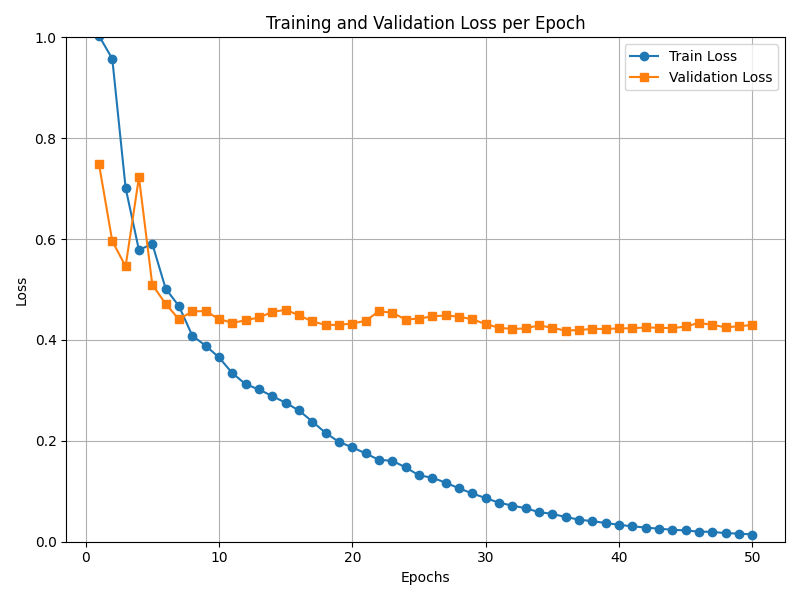 Training and Validation Loss per Epoch
Train Loss
Validation Loss
1.0
0.8
0.6
0.4
0.2
0.0
Loss
0 10 20 30 40 50
Epochs